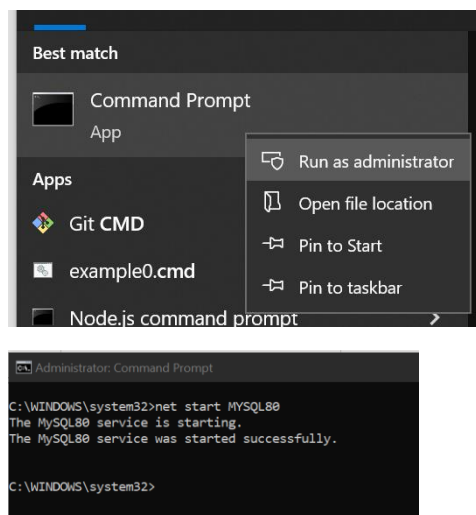 Best match
Command Prompt
App
Run as administrator
Apps
Open file location
Git CMD
Pin to Start
example0.cmd
Pin to taskbar
Node.js command prompt
Administrator: Command Prompt
C:\WINDOWS\system32>net start MYSQL80
The MySQL80 service is starting.
The MySQL80 service was started successfully.
C:\WINDOWS\system32>